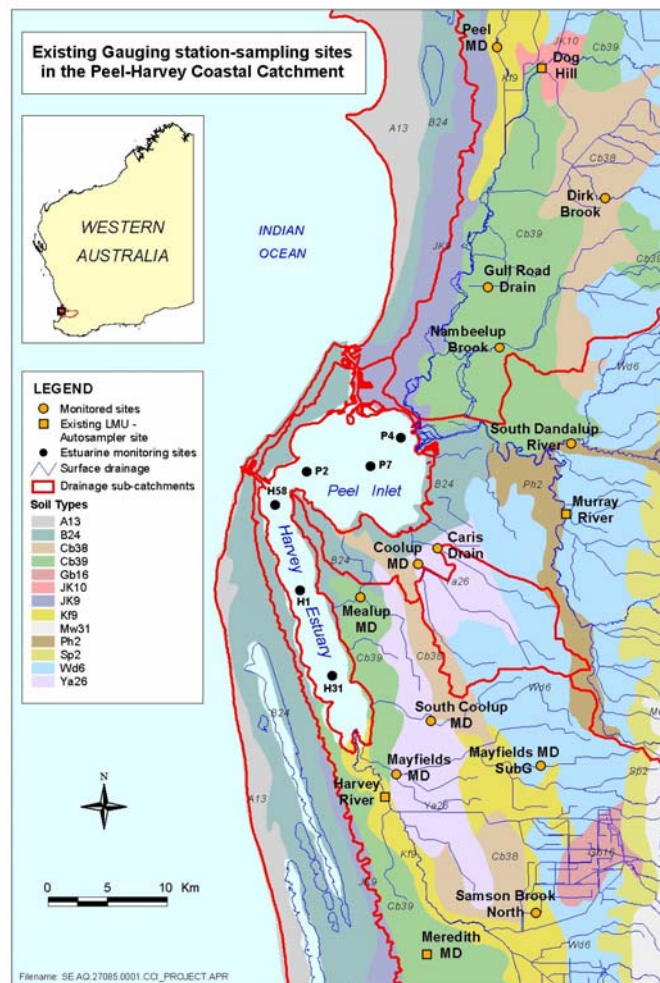 Existing Gauging station-sampling sites
in the Peel-Harvey Coastal Catchment
WESTERN
AUSTRALIA
INDIAN
OCEAN
A13
B24
JK9
Kf9
JK10
Cb39
Peel
MD
Dog
Hill
Cb38
Dirk
Brook
Cb39
Cb39
Gull Road
Drain
Nambeelup
Brook
Wd6
South Dandalup
River
P4
P2
P7
Peel Inlet
B24
Ph2
Murray
River
H58
Harvey
Estuary
H1
H31
B24
Coolup
MD
Caris
Drain
Ya26
Mealup
MD
Cb39
Cb38
Wd6
South Coolup
MD
Mayfields
MD
Mayfields MD
SubG
Sp2
Harvey
River
Ya26
B24
A13
Kf9
Cb38
Gb16
JK9
Cb39
Samson Brook
North
Meredith
MD
Wd6
LEGEND
Monitored sites
Existing LMU -
Autosampler site
Estuarine monitoring sites
Surface drainage
Drainage sub-catchments
Soil Types
A13
B24
Cb38
Cb39
Gb16
JK10
JK9
Kf9
Mw31
Ph2
Sp2
Wd6
Ya26
N
0 5 10 Km
Filename: SE.AQ.27085.0001.CCI_PROJECT.APR